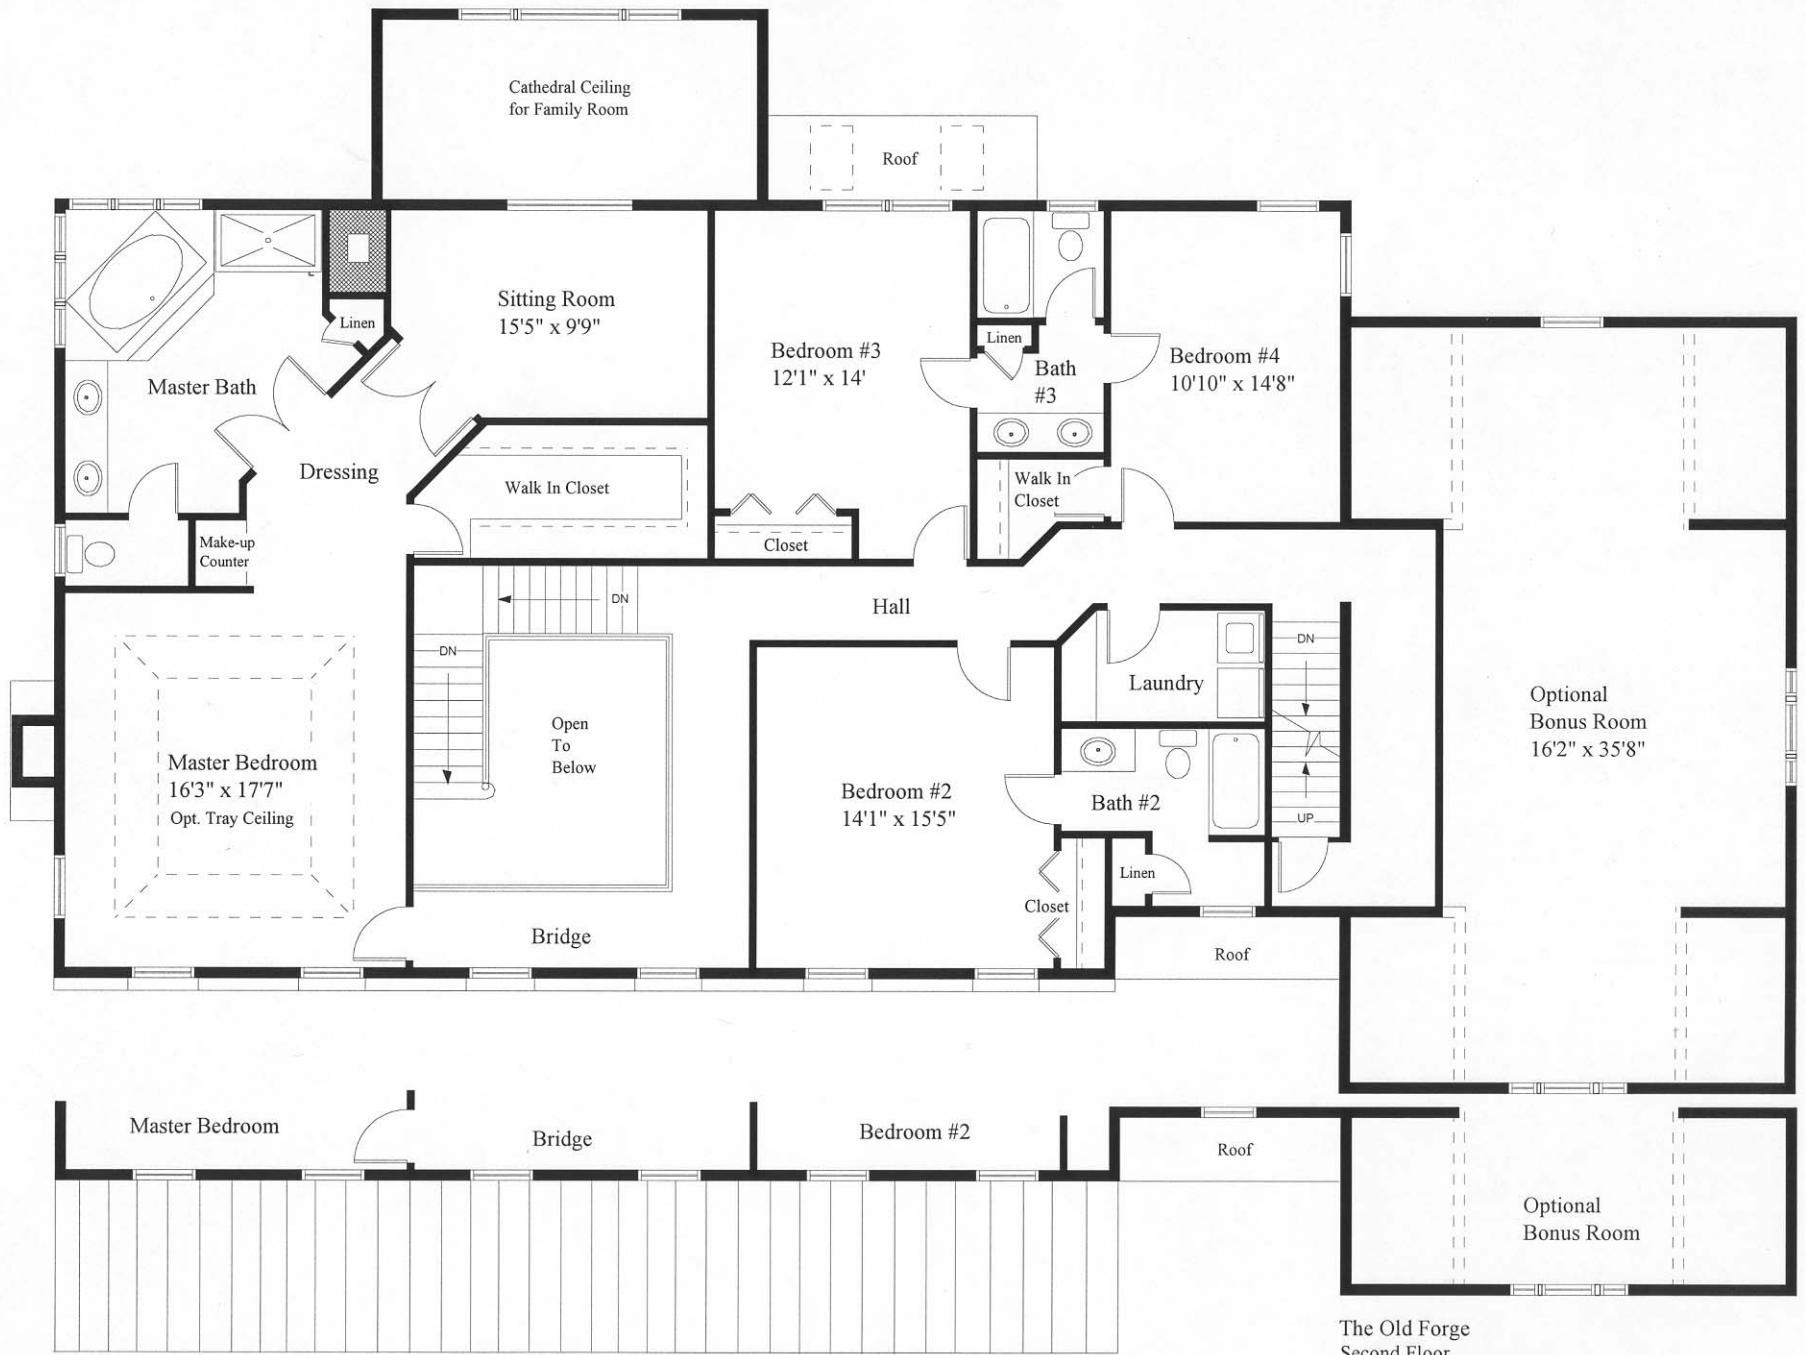 Cathedral Ceiling
for Family Room
Roof
Linen
Sitting Room
15'5" x 9'9"
Master Bath
Dressing
Walk In Closet
Make-up
Counter
Bedroom #3
12'1" x 14'
Closet
Linen
Bath
#3
Bedroom #4
10'10" x 14'8"
Walk In
Closet
Hall
DN
DN
Open
To
Below
Master Bedroom
16'3" x 17'7"
Opt. Tray Ceiling
Bridge
Bedroom #2
14'1" x 15'5"
Laundry
DN
UP
Bath #2
Linen
Closet
Roof
Optional
Bonus Room
16'2" x 35'8"
Master Bedroom
Bridge
Bedroom #2
Roof
Optional
Bonus Room
The Old Forge
Second Floor